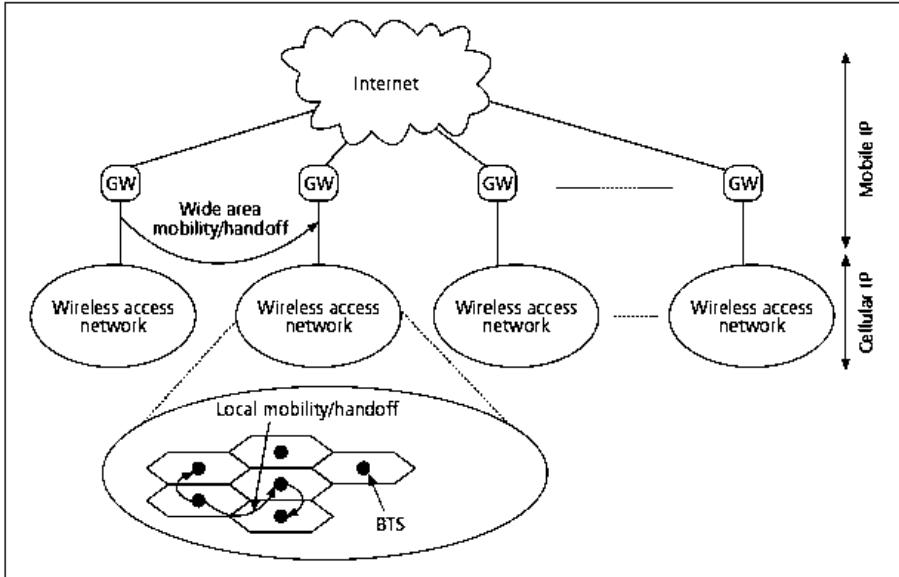 Internet
GW
GW
GW
GW
Wide area
mobility/handoff
Mobile IP
Wireless access
network
Wireless access
network
Wireless access
network
Wireless access
network
Cellular IP
Local mobility/handoff
BTS